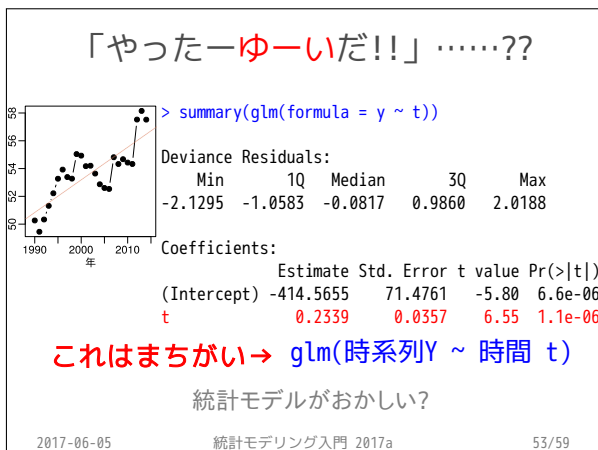 「やったーゆーいだ!!」……??
58
56
54
52
50
1990 2000 2010
年
> summary(glm(formula = y ~ t))
Deviance Residuals:
Min 1Q Median 3Q Max
-2.1295 -1.0583 -0.0817 0.9860 2.0188
Coefficients:
Estimate Std. Error t value Pr(>|t|)
(Intercept) -414.5655 71.4761 -5.80 6.6e-06
t 0.2339 0.0357 6.55 1.1e-06
これはまちがい→ glm(時系列Y ~ 時間 t)
統計モデルがおかしい?
2017-06-05 統計モデリング入門 2017a 53/59